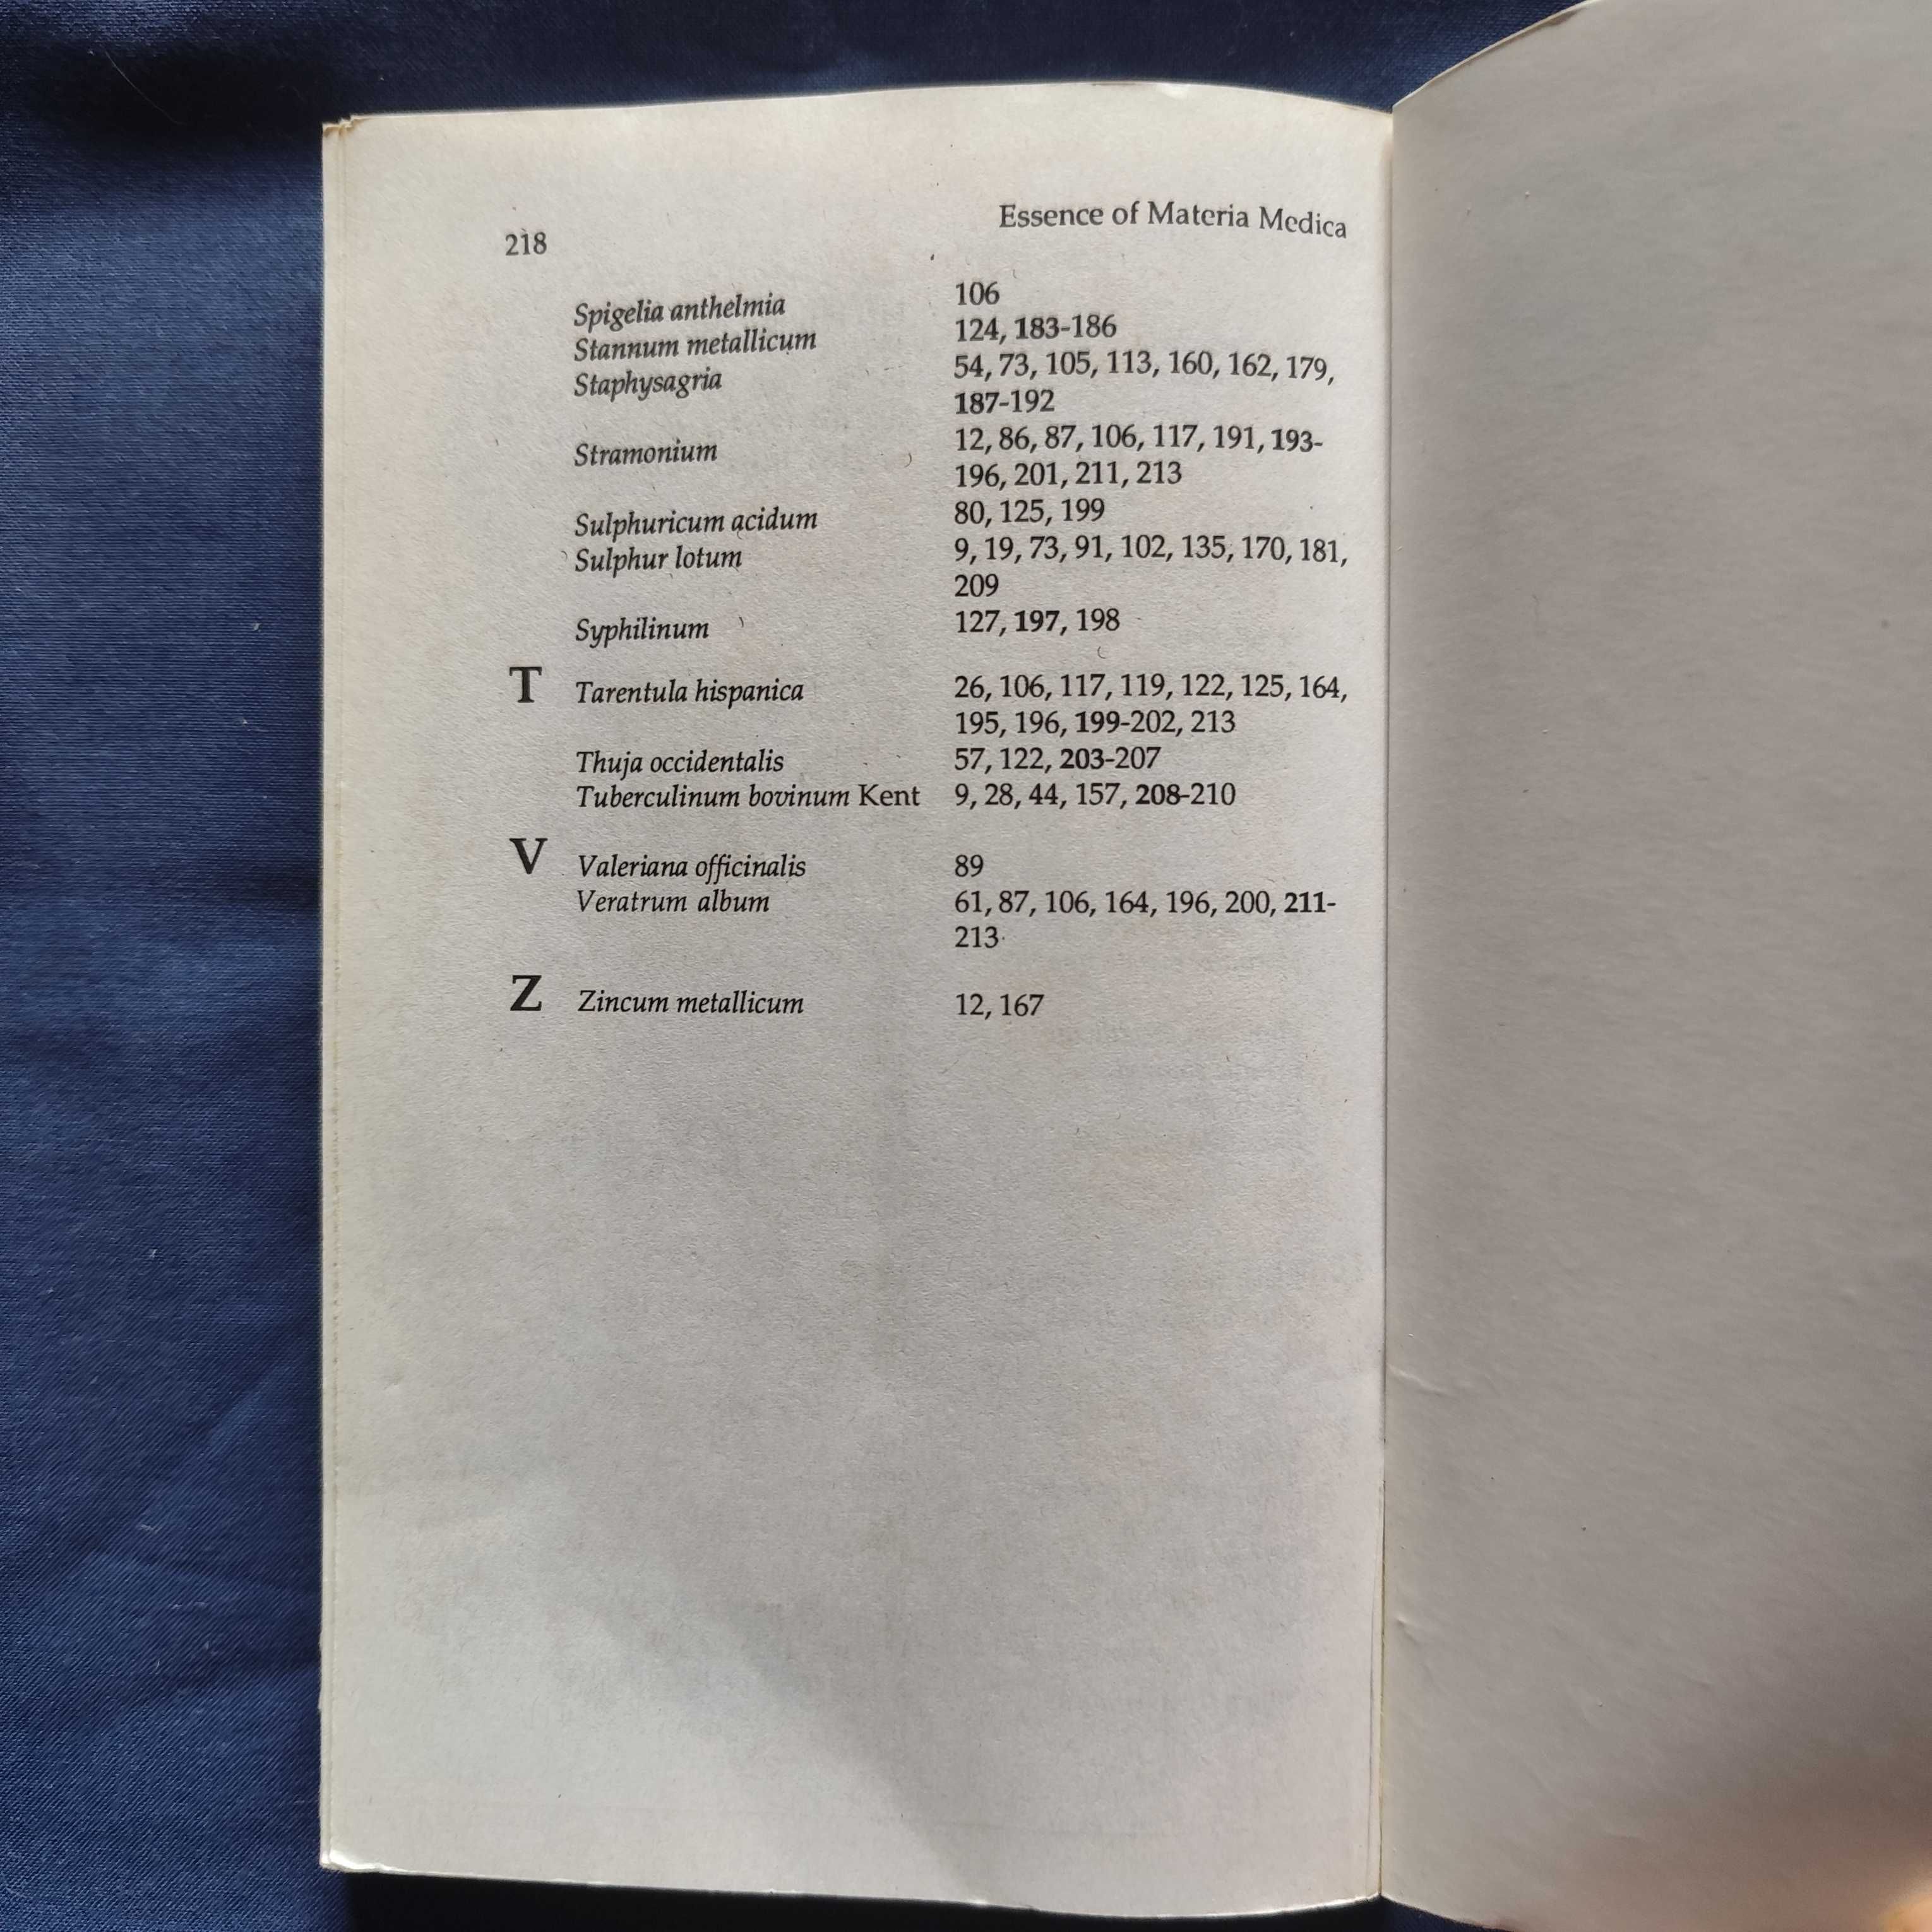 218 Essence of Materia Medica
Spigelia anthelmia 106
Stannum metallicum 124, 183-186
Staphysagria 54, 73, 105, 113, 160, 162, 179,
187-192
Stramonium 12, 86, 87, 106, 117, 191, 193-
196, 201, 211, 213
Sulphuricum acidum 80, 125, 199
Sulphur lotum 9, 19, 73, 91, 102, 135, 170, 181,
209
Syphilinum 127, 197, 198
T Tarentula hispanica 26, 106, 117, 119, 122, 125, 164,
195, 196, 199-202, 213
Thuja occidentalis 57, 122, 203-207
Tuberculinum bovinum Kent 9, 28, 44, 157, 208-210
V Valeriana officinalis 89
Veratrum album 61, 87, 106, 164, 196, 200, 211-
213
Z Zincum metallicum 12, 167